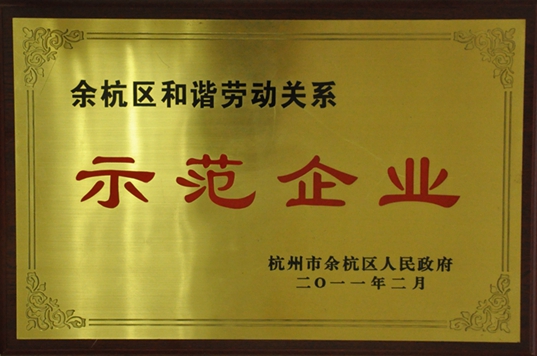 余杭区和谐劳动关系
示范企业
杭州市余杭区人民政府
二〇一一年二月